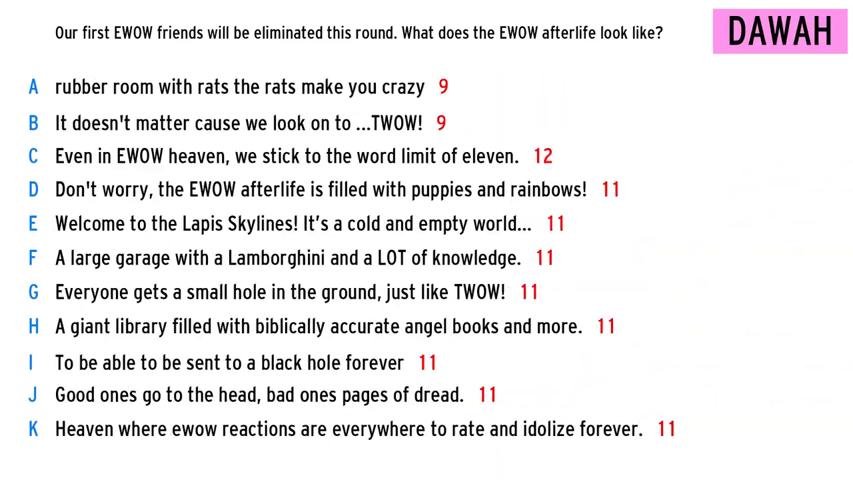 Our first EWOW friends will be eliminated this round. What does the EWOW afterlife look like?
DAWAH
A rubber room with rats the rats make you crazy 9
B It doesn't matter cause we look on to ...TWOW! 9
C Even in EWOW heaven, we stick to the word limit of eleven. 12
D Don't worry, the EWOW afterlife is filled with puppies and rainbows! 11
E Welcome to the Lapis Skylines! It’s a cold and empty world... 11
F A large garage with a Lamborghini and a LOT of knowledge. 11
G Everyone gets a small hole in the ground, just like TWOW! 11
H A giant library filled with biblically accurate angel books and more. 11
I To be able to be sent to a black hole forever 11
J Good ones go to the head, bad ones pages of dread. 11
K Heaven where ewow reactions are everywhere to rate and idolize forever. 11